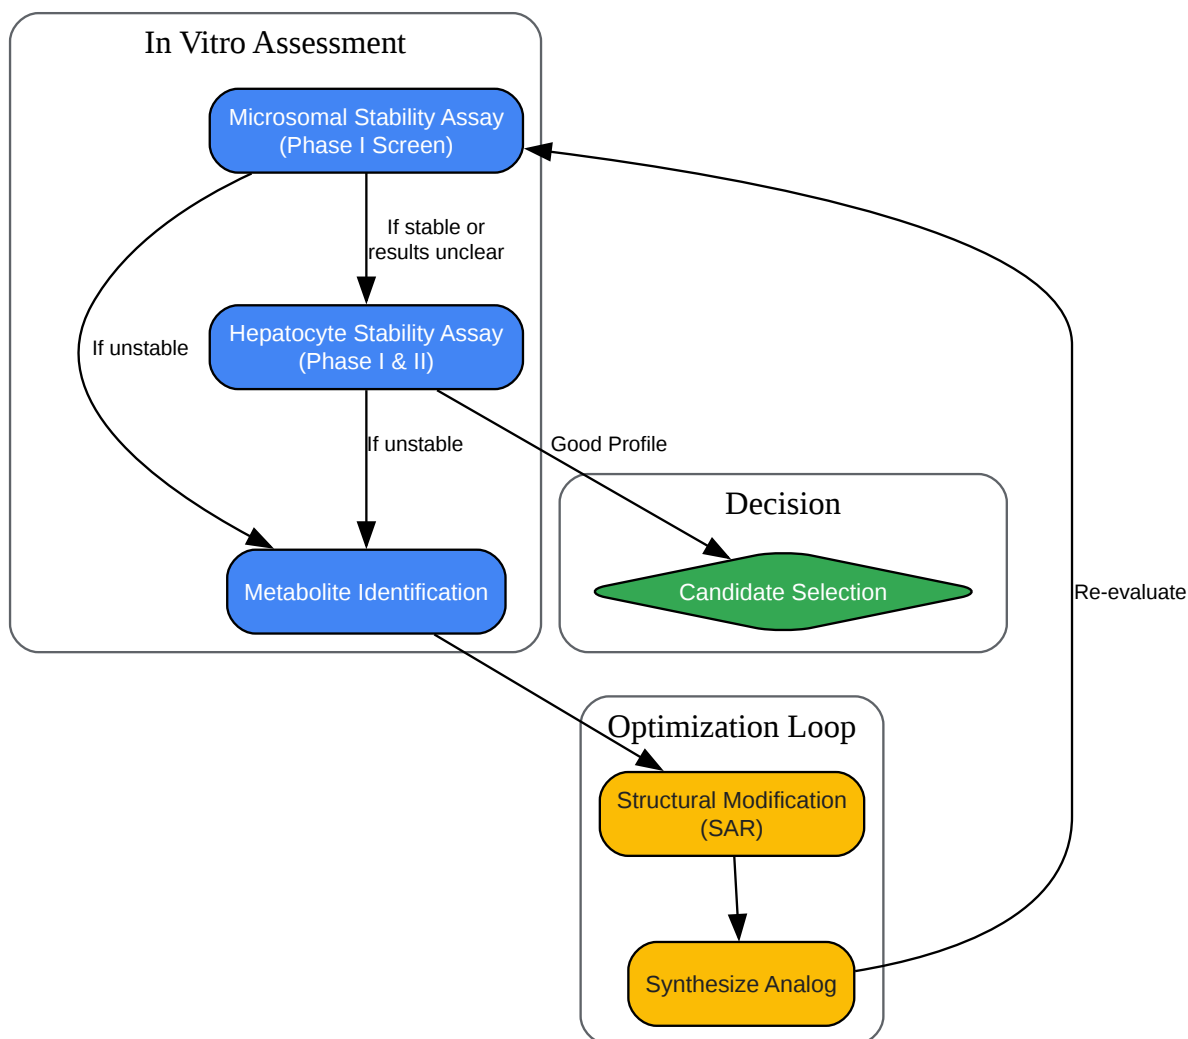 In Vitro Assessment
Microsomal Stability Assay
(Phase I Screen)
If stable or
results unclear
Hepatocyte Stability Assay
(Phase I & II)
If unstable
If unstable
Good Profile
Decision
Metabolite Identification
Candidate Selection
Re-evaluate
Optimization Loop
Structural Modification
(SAR)
Synthesize Analog